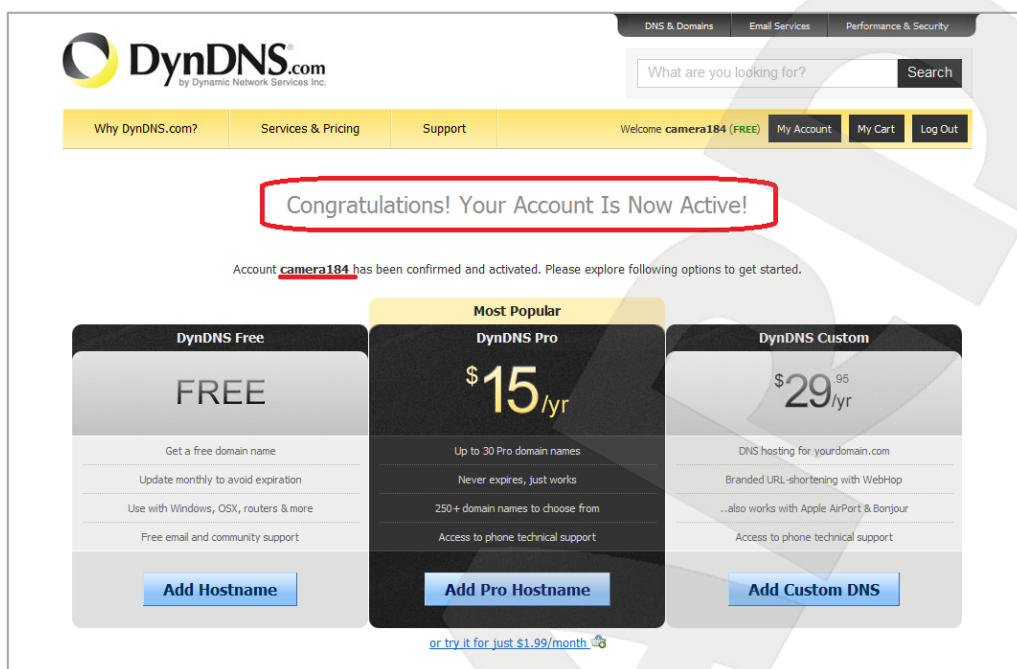 DNS & Domains Email Services Performance & Security
DynDNS.com
by Dynamic Network Services Inc.
What are you looking for? Search
Why DynDNS.com? Services & Pricing Support Welcome camera184 (FREE) My Account My Cart Log Out
Congratulations! Your Account Is Now Active!
Account camera184 has been confirmed and activated. Please explore following options to get started.
Most Popular
DynDNS Free DynDNS Pro DynDNS Custom
FREE $15/yr $29.95/yr
Get a free domain name Up to 30 Pro domain names DNS hosting for yourdomain.com
Update monthly to avoid expiration Never expires, just works Branded URL-shortening with WebHop
Use with Windows, OSX, routers & more 250+ domain names to choose from ..also works with Apple AirPort & Bonjour
Free email and community support Access to phone technical support Access to phone technical support
Add Hostname Add Pro Hostname Add Custom DNS
or try it for just $1.99/month